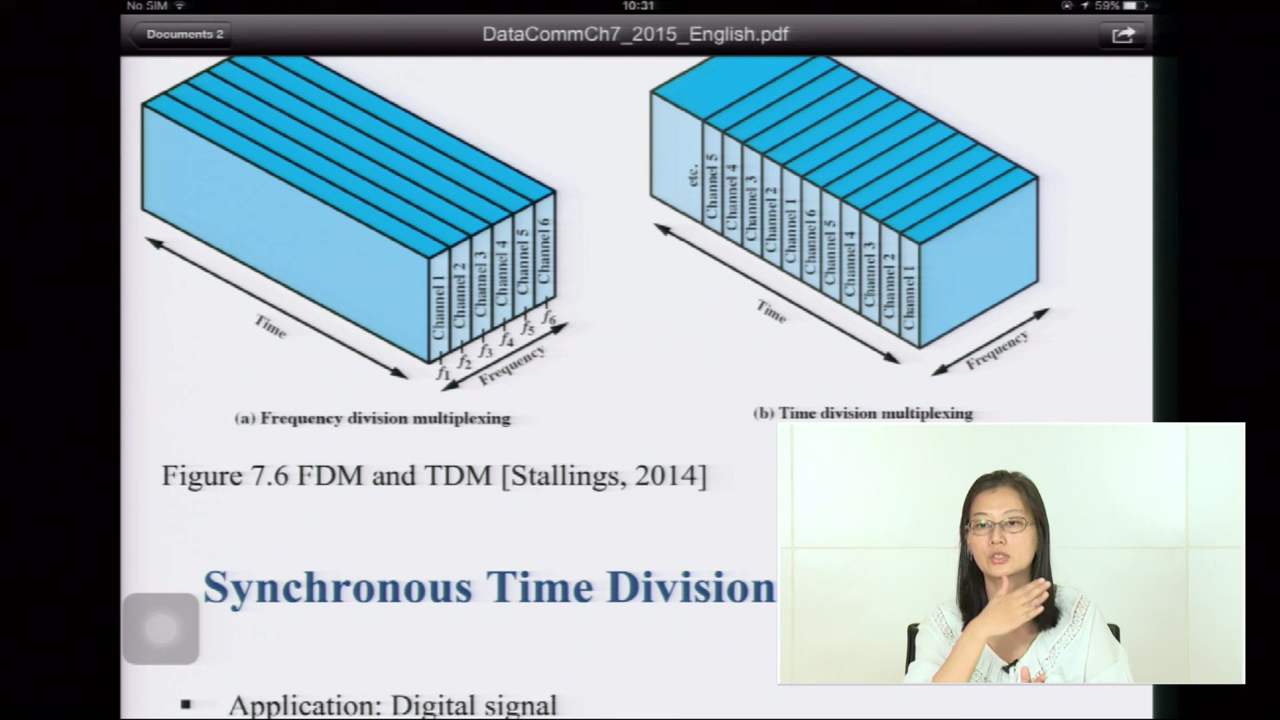 No SIM
10:31
59%
Documents 2
DataCommCh7_2015_English.pdf
Channel 1
Channel 2
Channel 3
Channel 4
Channel 5
Channel 6
f1
f2
f3
f4
f5
f6
Time
Frequency
(a) Frequency division multiplexing
etc.
Channel 5
Channel 4
Channel 3
Channel 2
Channel 1
Channel 6
Channel 5
Channel 4
Channel 3
Channel 2
Channel 1
Time
Frequency
(b) Time division multiplexing
Figure 7.6 FDM and TDM [Stallings, 2014]
Synchronous Time Division
▪ Application: Digital signal